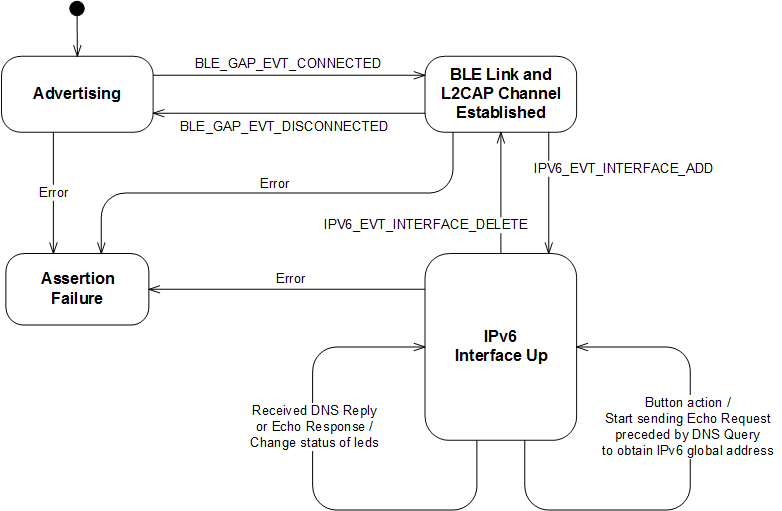 BLE_GAP_EVT_CONNECTED
Advertising
BLE Link and
L2CAP Channel
Established
BLE_GAP_EVT_DISCONNECTED
IPV6_EVT_INTERFACE_ADD
Error
Error
IPV6_EVT_INTERFACE_DELETE
Assertion
Failure
Error
IPv6
Interface Up
Received DNS Reply
or Echo Response /
Change status of leds
Button action /
Start sending Echo Request
preceded by DNS Query
to obtain IPv6 global address